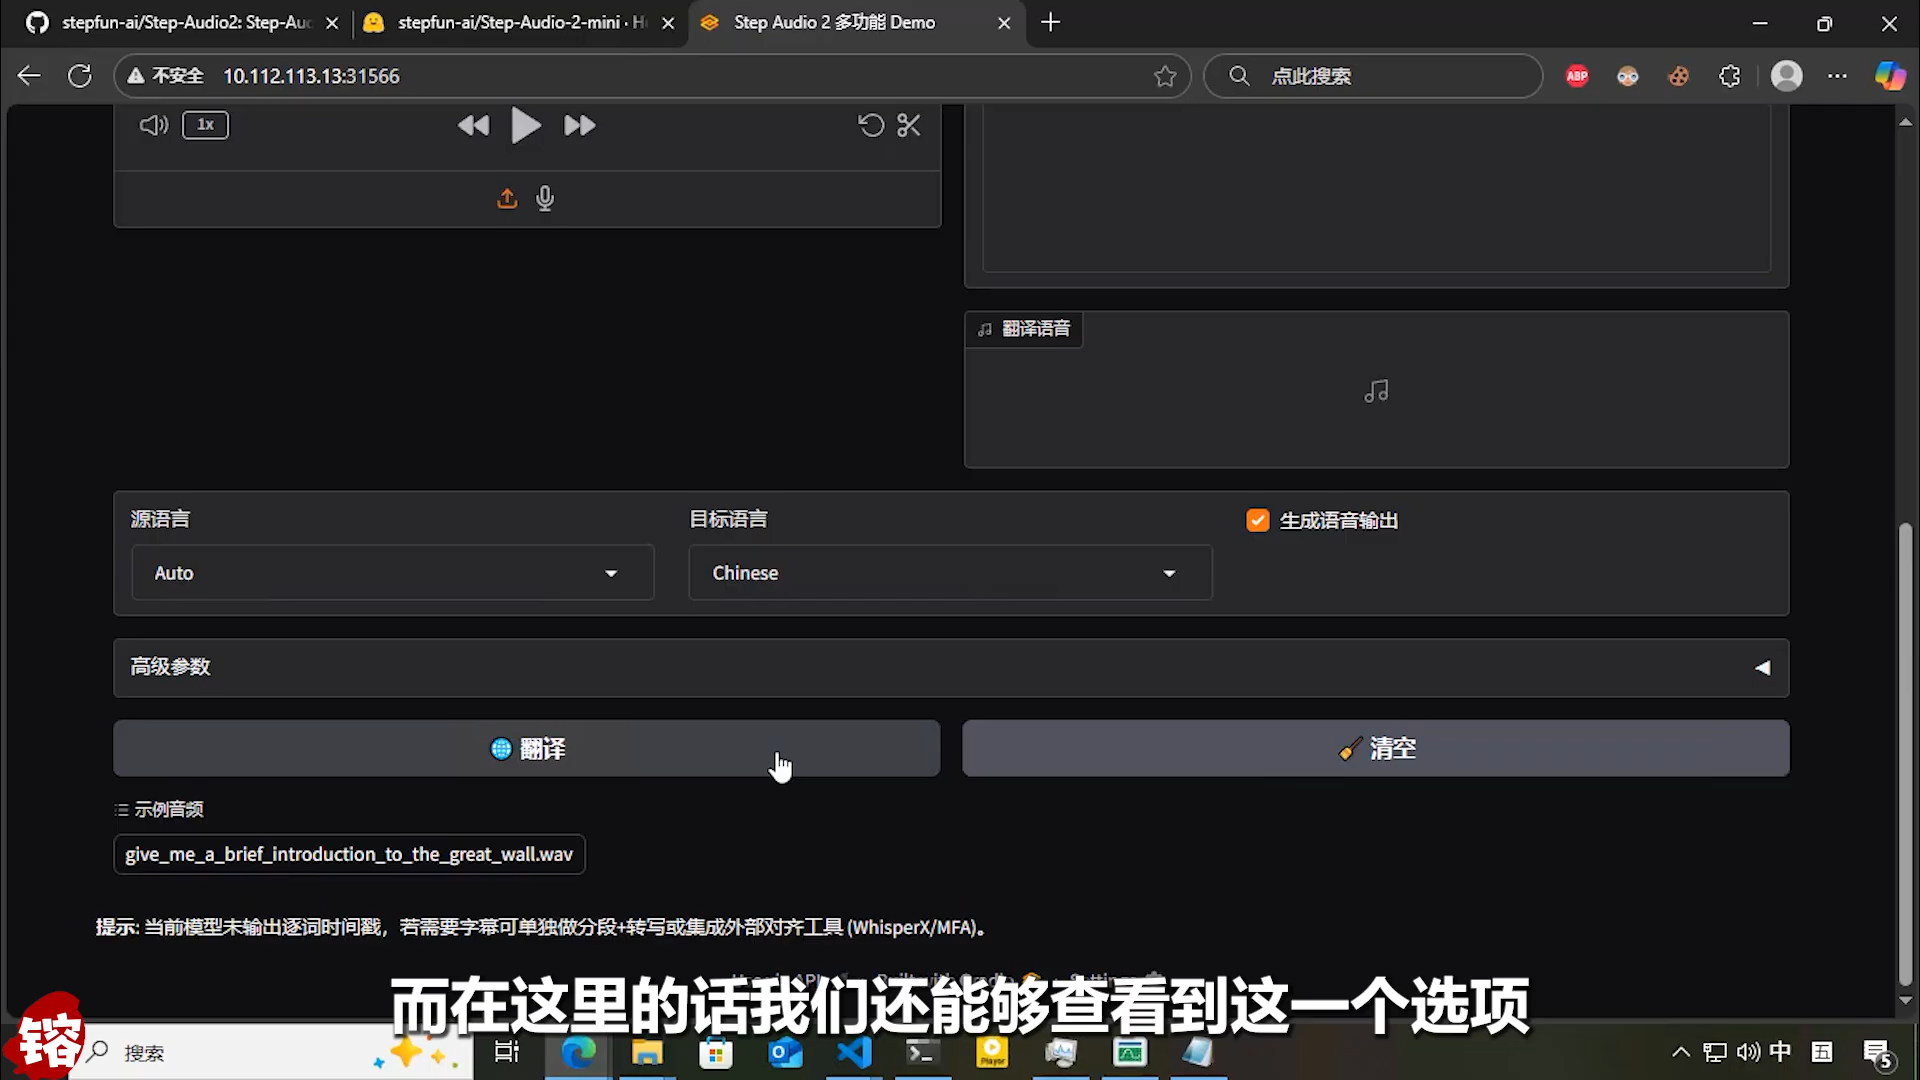 stepfun-ai/Step-Audio2: Step-Au
stepfun-ai/Step-Audio-2-mini · H
Step Audio 2 多功能 Demo
不安全
10.112.113.13:31566
点此搜索
ABP
1x
翻译语音
源语言
目标语言
生成语音输出
Auto
Chinese
高级参数
翻译
清空
示例音频
give_me_a_brief_introduction_to_the_great_wall.wav
提示: 当前模型未输出逐词时间戳，若需要字幕可单独做分段+转写或集成外部对齐工具 (WhisperX/MFA)。
而在这里的话我们还能够查看到这一个选项
镕
搜索
Player
中
五
5